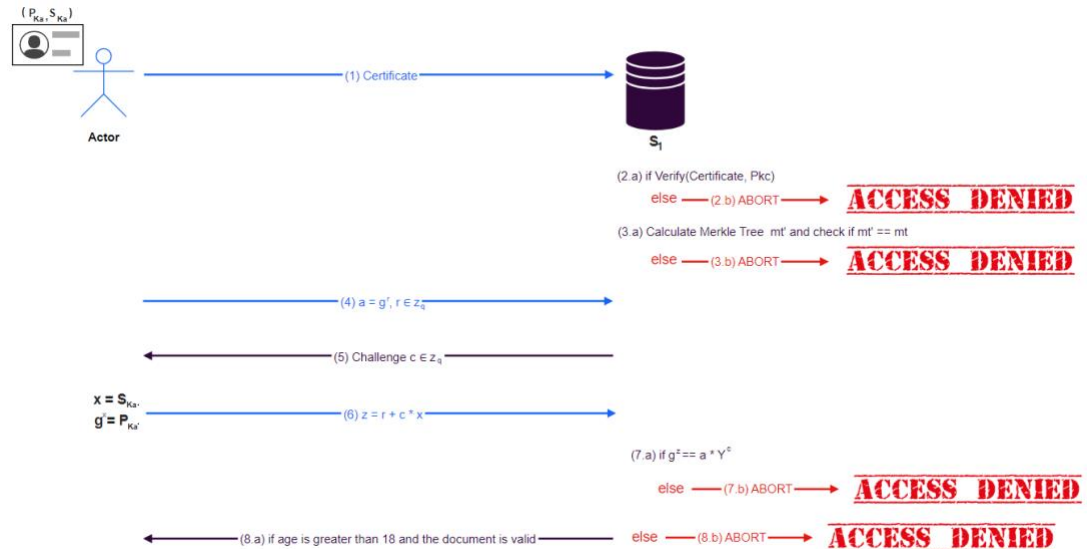 (P_Ka, S_Ka)
(1) Certificate
Actor
S_1
(2.a) if Verify(Certificate, Pkc)
else (2.b) ABORT ACCESS DENIED
(3.a) Calculate Merkle Tree mt' and check if mt' == mt
else (3.b) ABORT ACCESS DENIED
(4) a = g^r, r ∈ z_q
(5) Challenge c ∈ z_q
x = S_Ka,
g^x = P_Ka'
(6) z = r + c * x
(7.a) if g^z == a * Y^c
else (7.b) ABORT ACCESS DENIED
(8.a) if age is greater than 18 and the document is valid
else (8.b) ABORT ACCESS DENIED